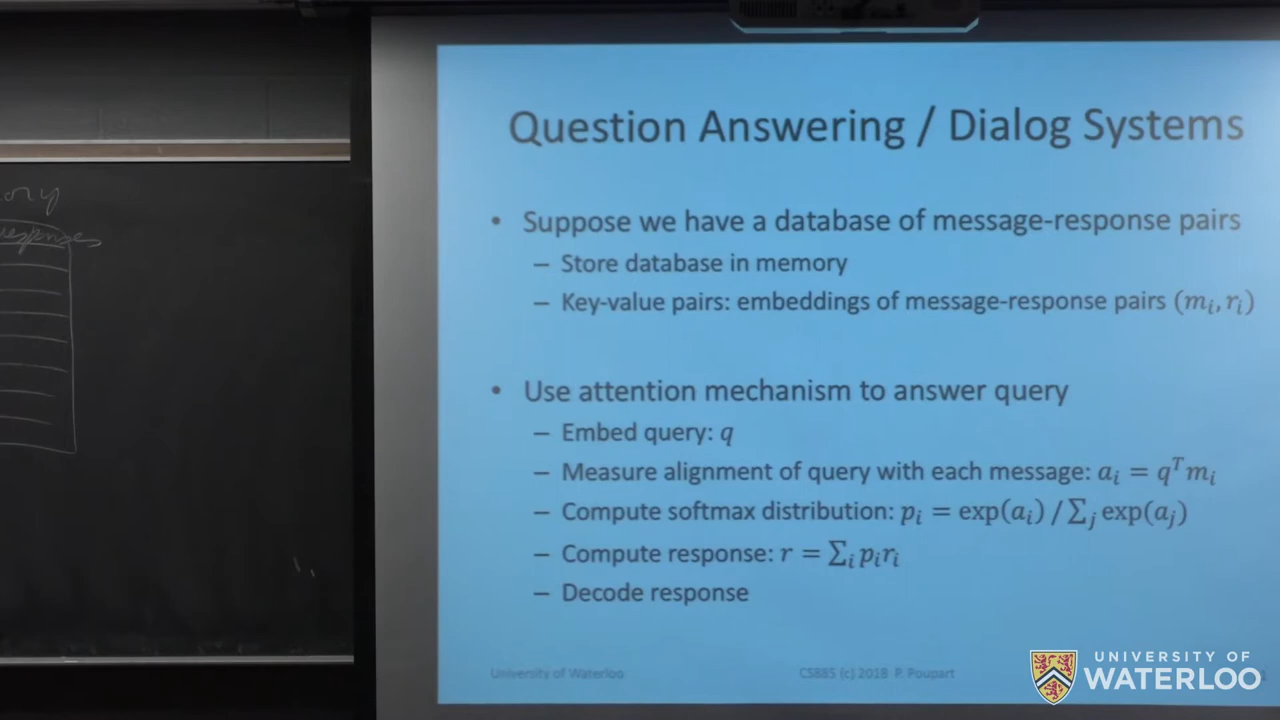 ory
responses
Question Answering / Dialog Systems
• Suppose we have a database of message-response pairs
– Store database in memory
– Key-value pairs: embeddings of message-response pairs (mᵢ, rᵢ)
• Use attention mechanism to answer query
– Embed query: q
– Measure alignment of query with each message: aᵢ = qᵀmᵢ
– Compute softmax distribution: pᵢ = exp(aᵢ) / ∑ⱼ exp(aⱼ)
– Compute response: r = ∑ᵢ pᵢrᵢ
– Decode response
University of Waterloo
CS885 (c) 2018 P. Poupart
UNIVERSITY OF
WATERLOO